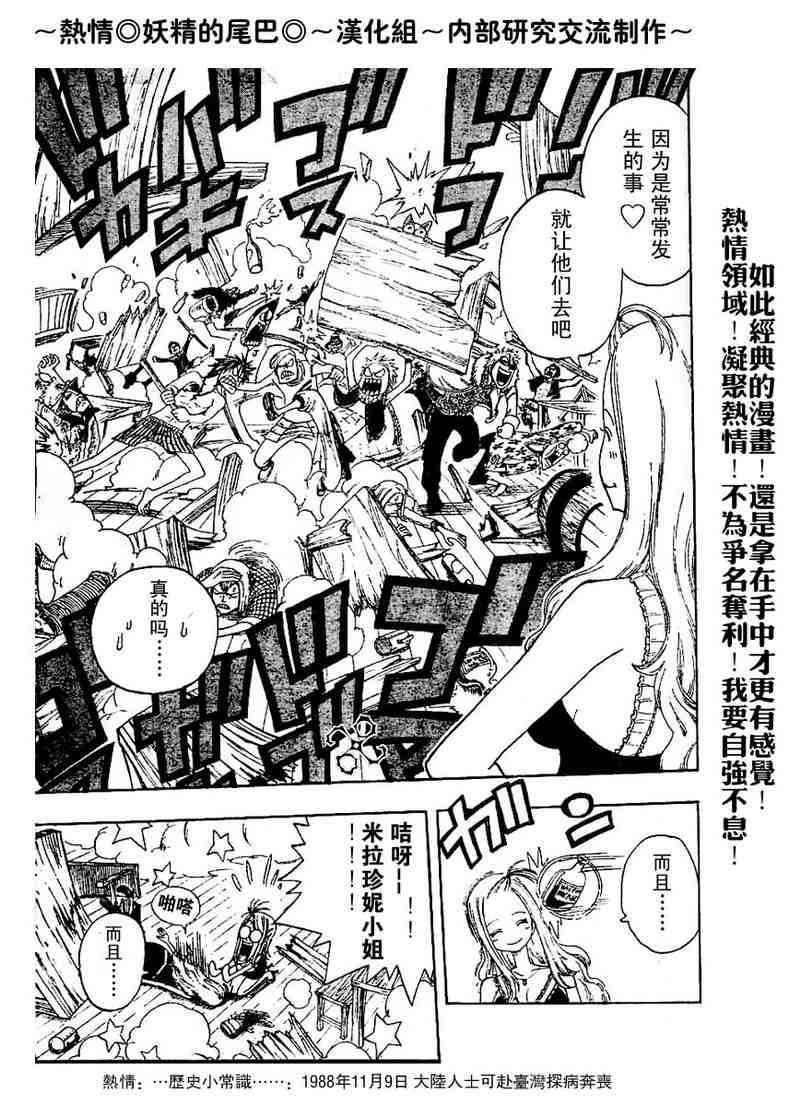 ～熱情◎妖精的尾巴◎～漢化組～内部研究交流制作～
因为是常常发
生的事♡
就让他们去吧
真的吗……
如此經典的漫畫！還是拿在手中才更有感覺！
熱情領域！凝聚熱情！不為爭名奪利！我要自強不息！
ガンッ
而且…
咭呀ー！！
米拉珍妮小姐
！！！！
啪嗒
而且……
熱情：…歷史小常識……：1988年11月9日 大陸人士可赴臺灣探病奔喪